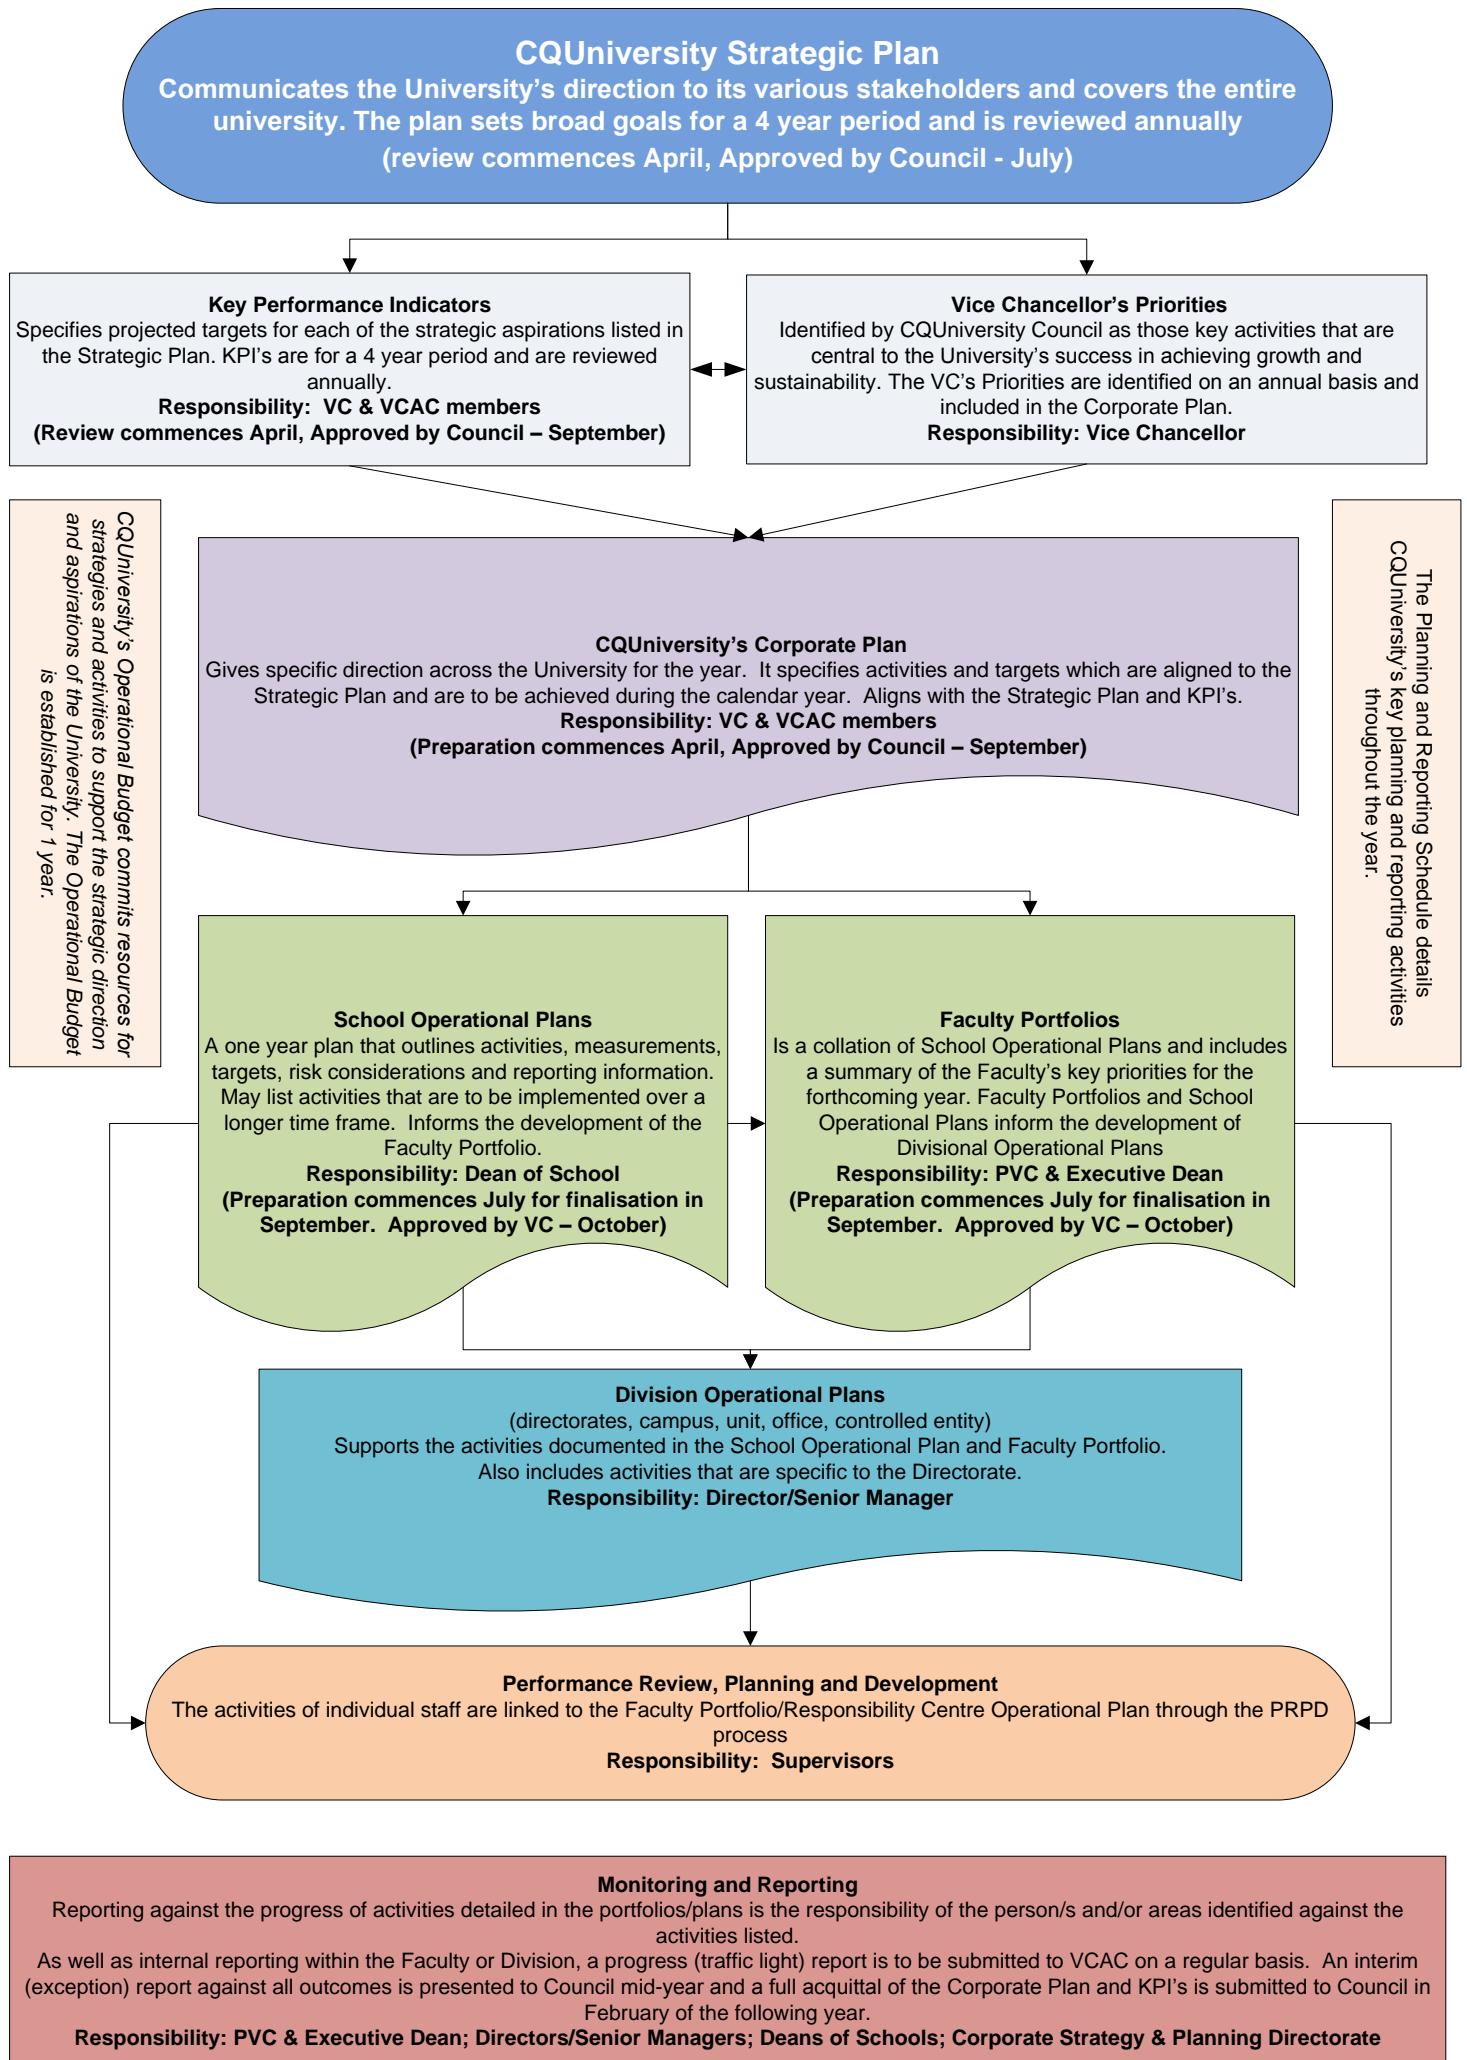 CQUniversity Strategic Plan
Communicates the University's direction to its various stakeholders and covers the entire
university. The plan sets broad goals for a 4 year period and is reviewed annually
(review commences April, Approved by Council - July)
Key Performance Indicators
Specifies projected targets for each of the strategic aspirations listed in
the Strategic Plan. KPI's are for a 4 year period and are reviewed
annually.
Responsibility:  VC & VCAC members
(Review commences April, Approved by Council – September)
Vice Chancellor's Priorities
Identified by CQUniversity Council as those key activities that are
central to the University's success in achieving growth and
sustainability. The VC's Priorities are identified on an annual basis and
included in the Corporate Plan.
Responsibility: Vice Chancellor
CQUniversity's Operational Budget commits resources for
strategies and activities to support the strategic direction
and aspirations of the University. The Operational Budget
is established for 1 year.
The Planning and Reporting Schedule details
CQUniversity's key planning and reporting activities
throughout the year.
CQUniversity's Corporate Plan
Gives specific direction across the University for the year.  It specifies activities and targets which are aligned to the
Strategic Plan and are to be achieved during the calendar year.  Aligns with the Strategic Plan and KPI's.
Responsibility: VC & VCAC members
(Preparation commences April, Approved by Council – September)
School Operational Plans
A one year plan that outlines activities, measurements,
targets, risk considerations and reporting information.
May list activities that are to be implemented over a
longer time frame.  Informs the development of the
Faculty Portfolio.
Responsibility: Dean of School
(Preparation commences July for finalisation in
September.  Approved by VC – October)
Faculty Portfolios
Is a collation of School Operational Plans and includes
a summary of the Faculty's key priorities for the
forthcoming year. Faculty Portfolios and School
Operational Plans inform the development of
Divisional Operational Plans
Responsibility: PVC & Executive Dean
(Preparation commences July for finalisation in
September.  Approved by VC – October)
Division Operational Plans
(directorates, campus, unit, office, controlled entity)
Supports the activities documented in the School Operational Plan and Faculty Portfolio.
Also includes activities that are specific to the Directorate.
Responsibility: Director/Senior Manager
Performance Review, Planning and Development
The activities of individual staff are linked to the Faculty Portfolio/Responsibility Centre Operational Plan through the PRPD
process
Responsibility:  Supervisors
Monitoring and Reporting
Reporting against the progress of activities detailed in the portfolios/plans is the responsibility of the person/s and/or areas identified against the
activities listed.
As well as internal reporting within the Faculty or Division, a progress (traffic light) report is to be submitted to VCAC on a regular basis.  An interim
(exception) report against all outcomes is presented to Council mid-year and a full acquittal of the Corporate Plan and KPI's is submitted to Council in
February of the following year.
Responsibility: PVC & Executive Dean; Directors/Senior Managers; Deans of Schools; Corporate Strategy & Planning Directorate